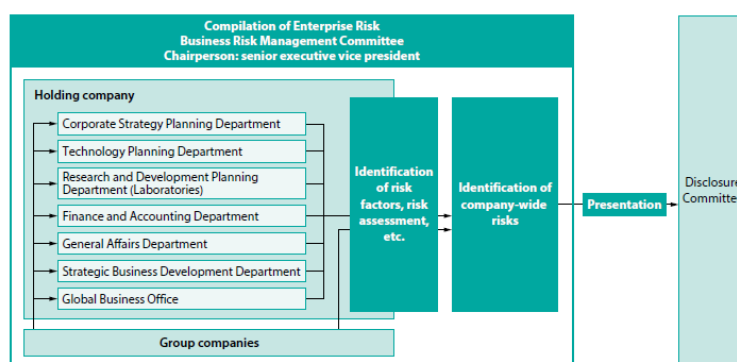 Compilation of Enterprise Risk
Business Risk Management Committee
Chairperson: senior executive vice president
Holding company
Corporate Strategy Planning Department
Technology Planning Department
Research and Development Planning
Department (Laboratories)
Finance and Accounting Department
General Affairs Department
Strategic Business Development Department
Global Business Office
Group companies
Identification
of risk
factors, risk
assessment,
etc.
Identification of
company-wide
risks
Presentation
Disclosure
Committe